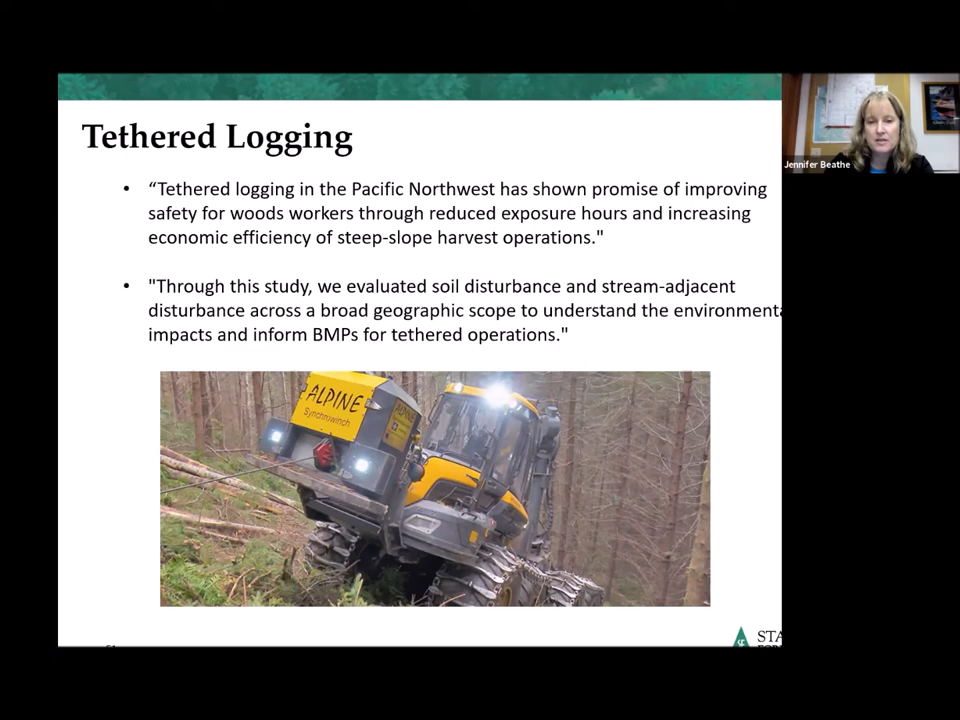 Tethered Logging
Jennifer Beathe
• “Tethered logging in the Pacific Northwest has shown promise of improving
safety for woods workers through reduced exposure hours and increasing
economic efficiency of steep-slope harvest operations."
• "Through this study, we evaluated soil disturbance and stream-adjacent
disturbance across a broad geographic scope to understand the environmenta
impacts and inform BMPs for tethered operations."
ALPINE
Synchrowinch
STA